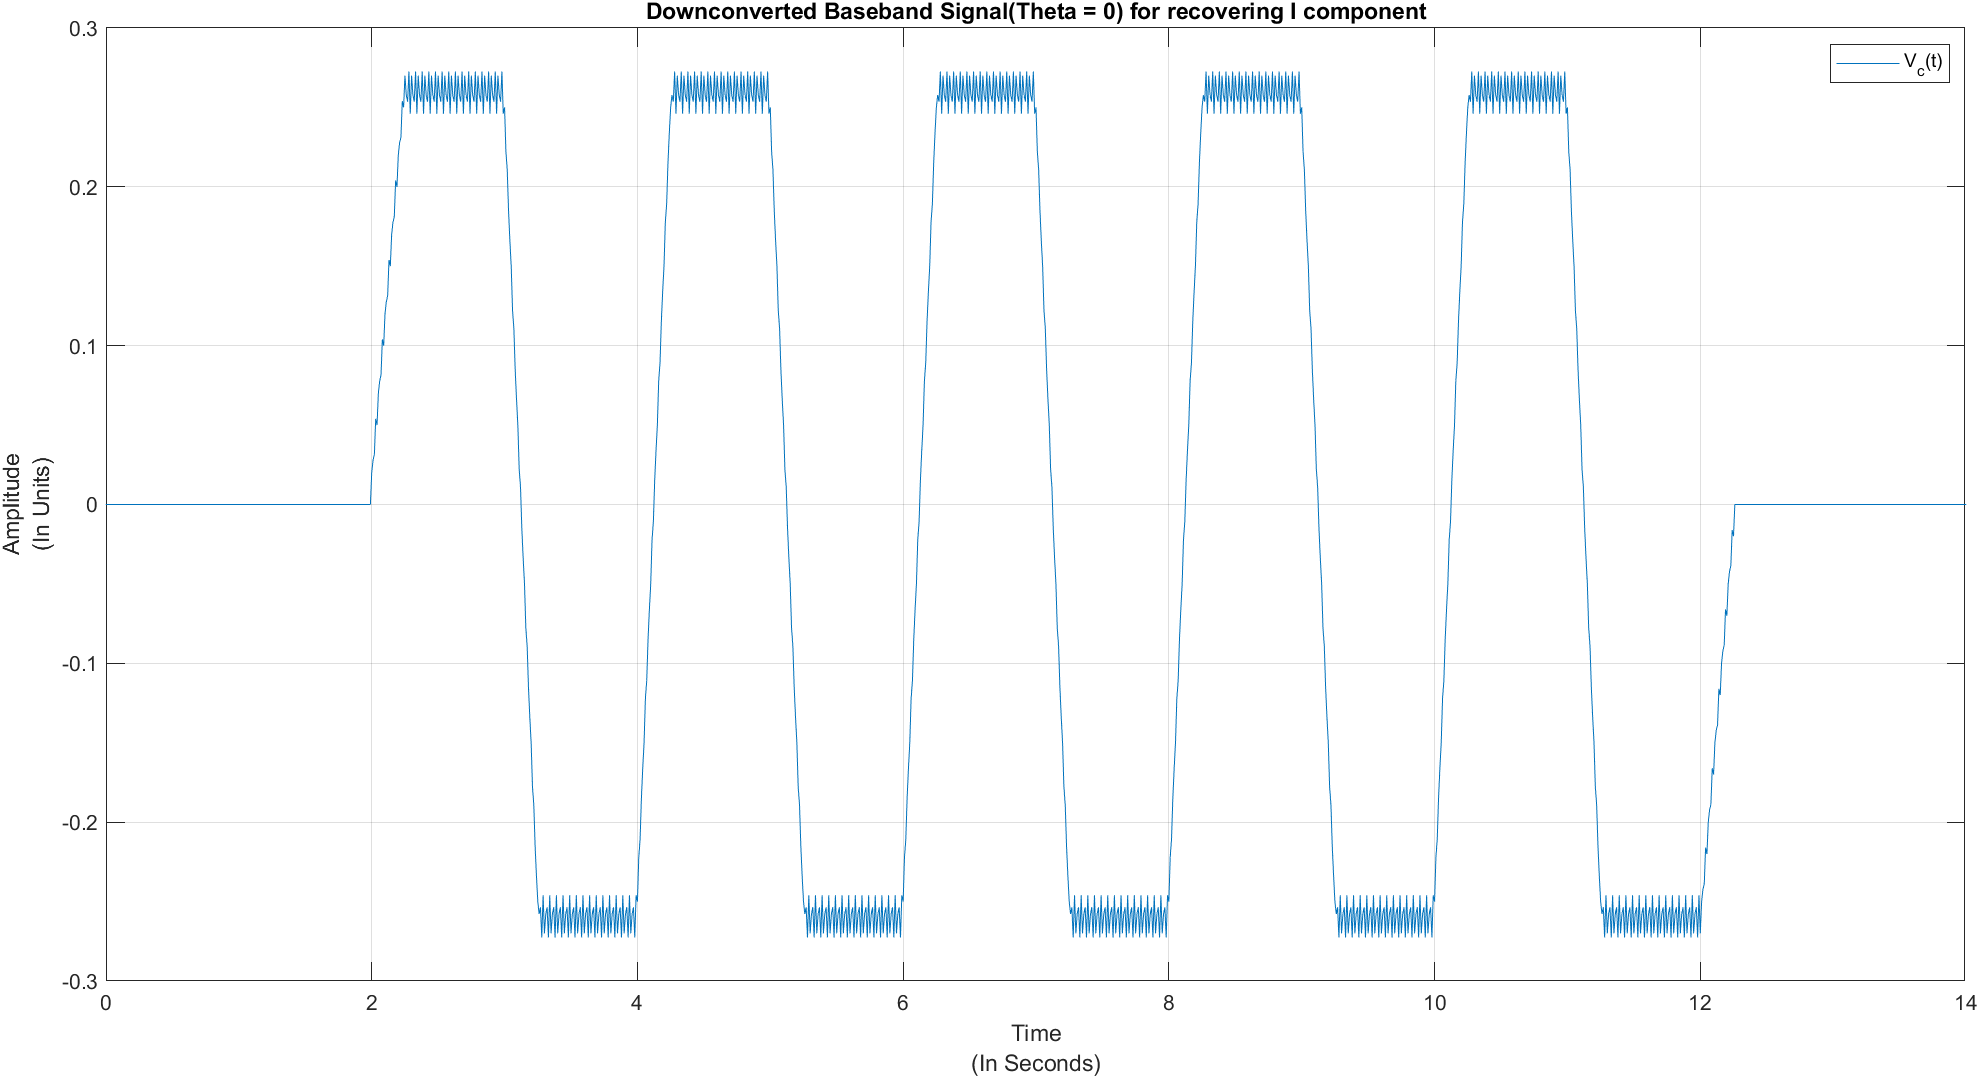 Downconverted Baseband Signal(Theta = 0) for recovering I component
V_c(t)
0.3
0.2
0.1
0
-0.1
-0.2
-0.3
Amplitude
(In Units)
0 2 4 6 8 10 12 14
Time
(In Seconds)